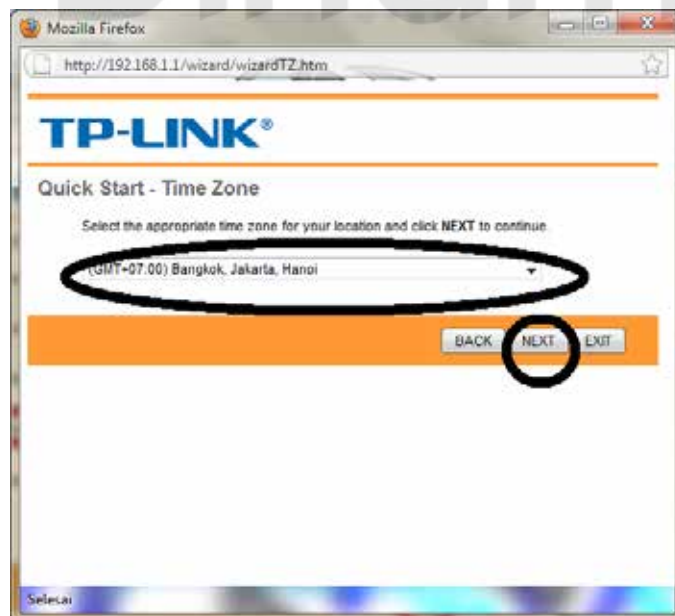 Mozilla Firefox
http://192.168.1.1/wizard/wizardTZ.htm
TP-LINK®
Quick Start - Time Zone
Select the appropriate time zone for your location and click NEXT to continue.
(GMT+07:00) Bangkok, Jakarta, Hanoi
BACK NEXT EXIT
Selesai